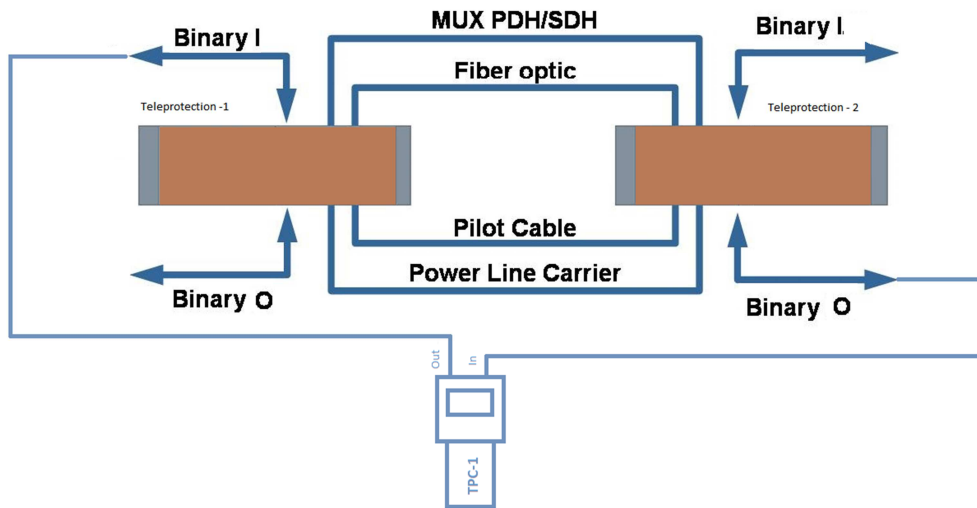 MUX PDH/SDH
Binary I
Binary I
Fiber optic
Teleprotection -1
Teleprotection - 2
Pilot Cable
Power Line Carrier
Binary O
Binary O
Out
In
TPC-1